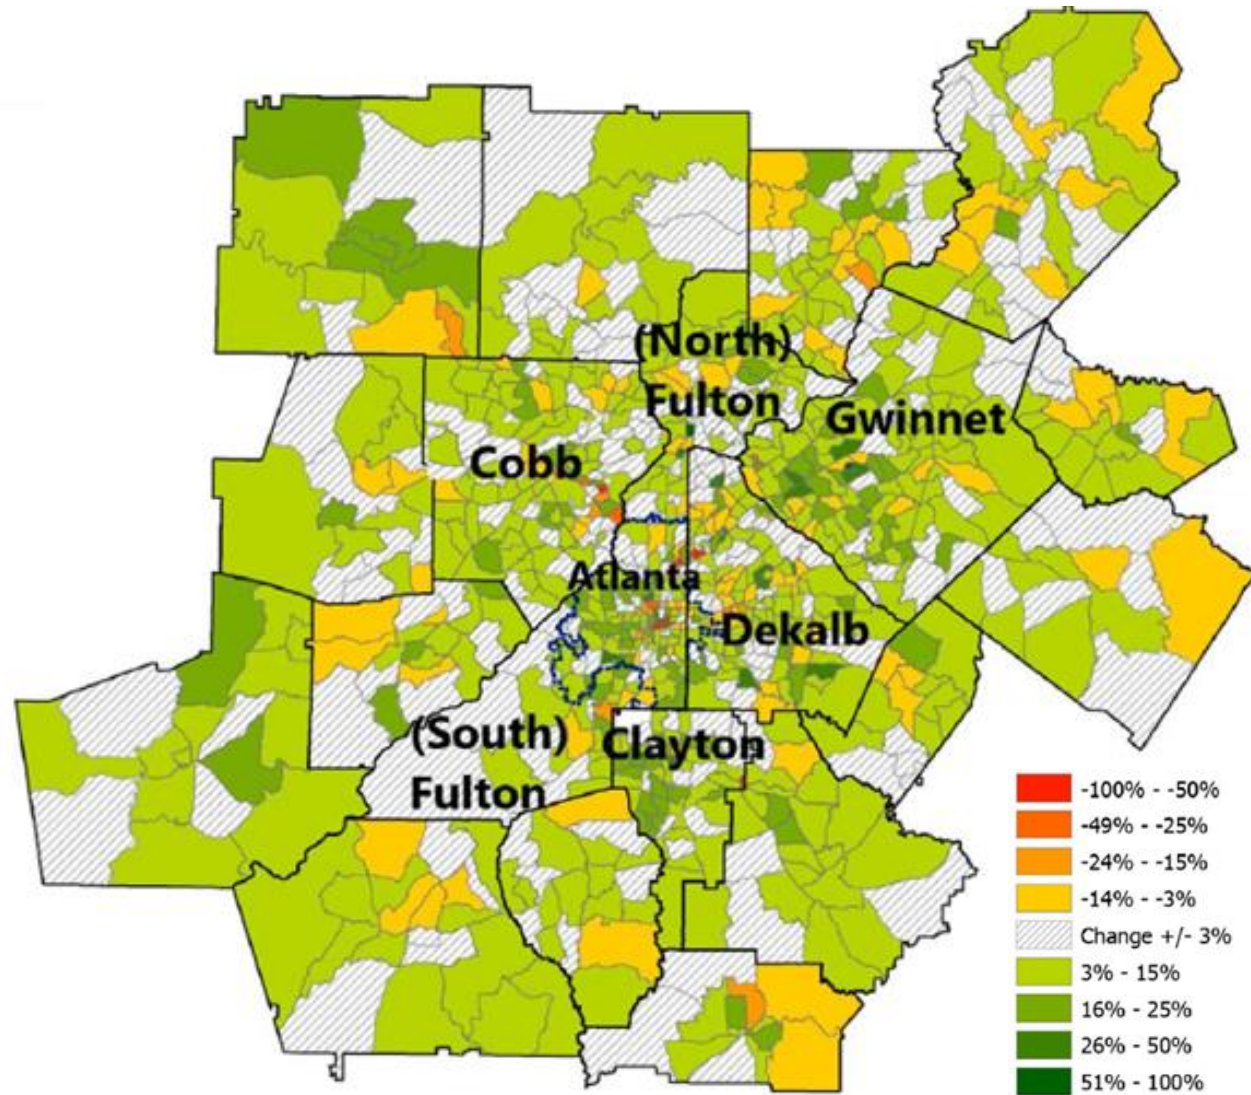 (North)
Fulton
Gwinnet
Cobb
Atlanta
Dekalb
(South)
Fulton
Clayton
-100% - -50%
-49% - -25%
-24% - -15%
-14% - -3%
Change +/- 3%
3% - 15%
16% - 25%
26% - 50%
51% - 100%